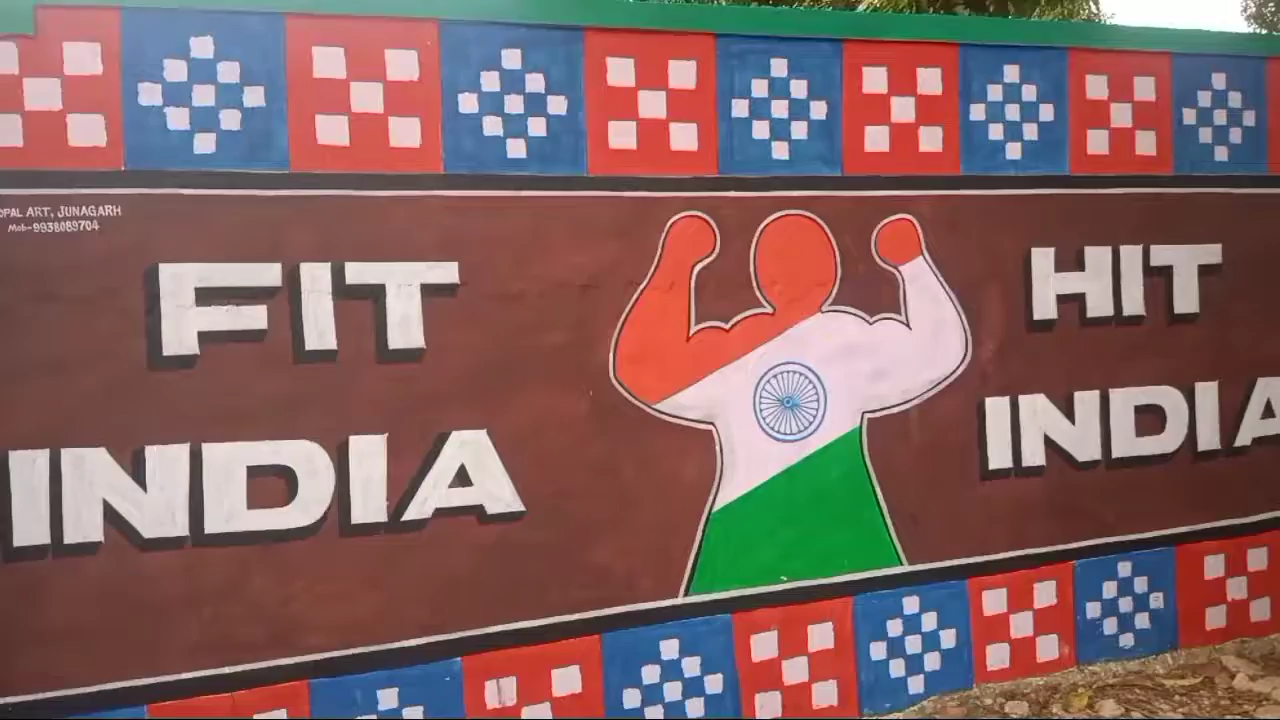 OPAL ART, JUNAGARH
Mob-9938089704
FIT
INDIA
HIT
INDIA